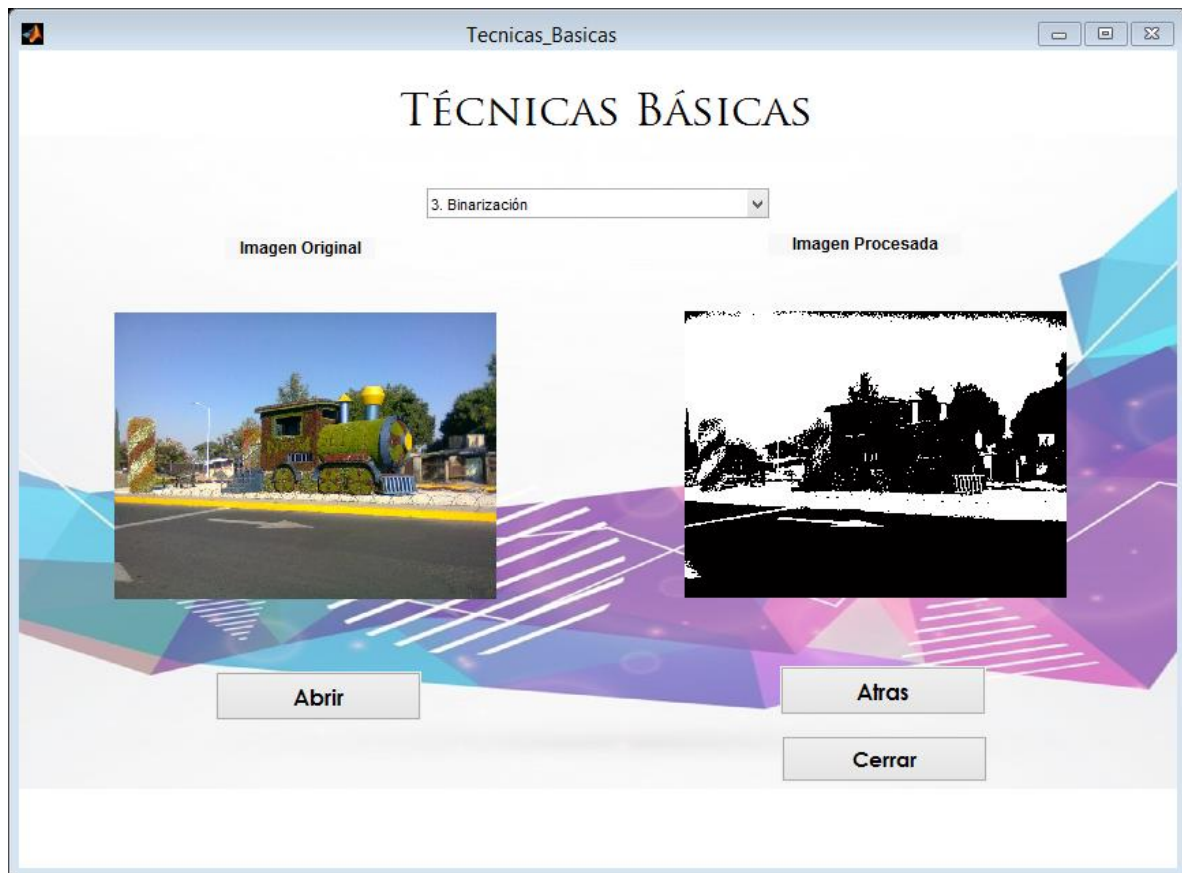 Tecnicas_Basicas
TÉCNICAS BÁSICAS
3. Binarización
Imagen Original
Imagen Procesada
Abrir
Atras
Cerrar